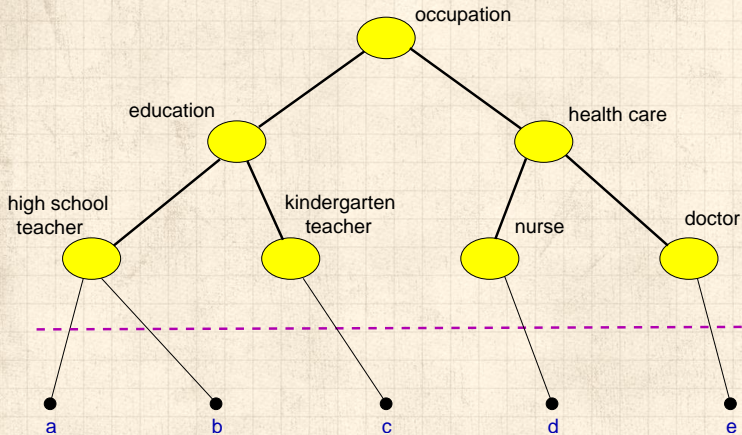 occupation
education
health care
high school
teacher
kindergarten
teacher
nurse
doctor
a
b
c
d
e